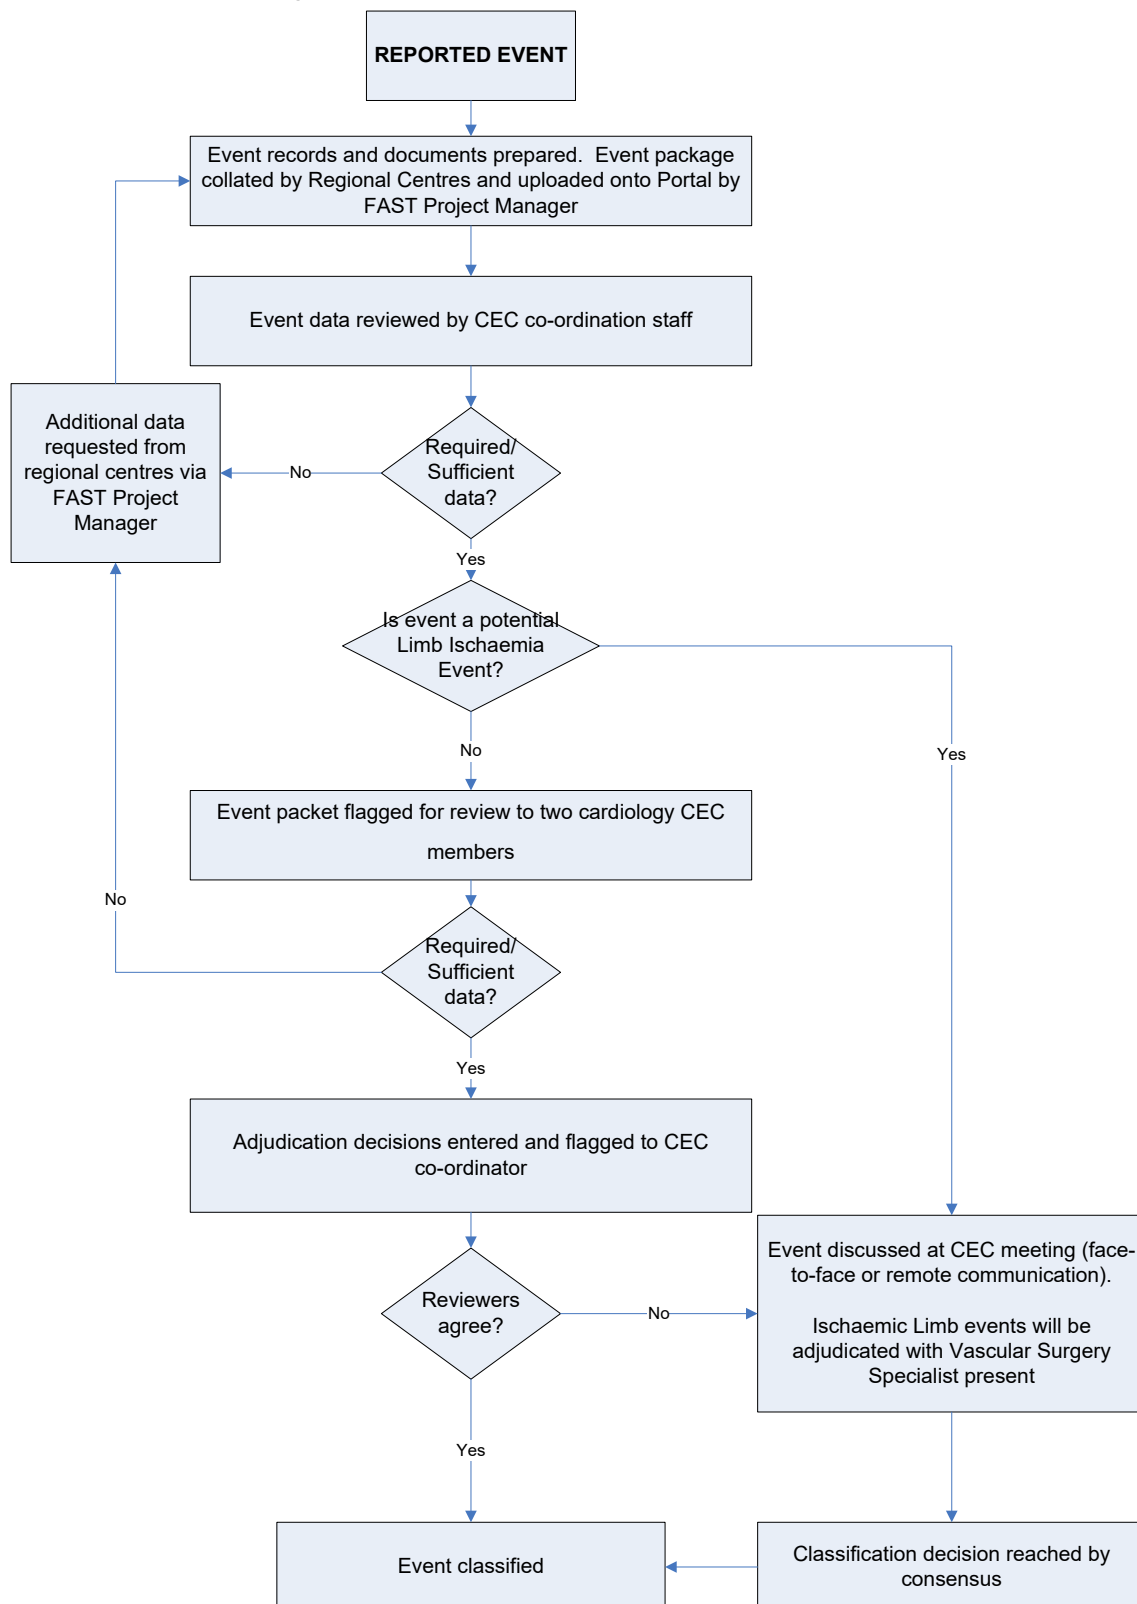 REPORTED EVENT
Event records and documents prepared.  Event package
collated by Regional Centres and uploaded onto Portal by
FAST Project Manager
Event data reviewed by CEC co-ordination staff
Additional data
requested from
regional centres via
FAST Project
Manager
No
Required/
Sufficient
data?
Yes
Is event a potential
Limb Ischaemia
Event?
No
Yes
Event packet flagged for review to two cardiology CEC
members
No
Required/
Sufficient
data?
Yes
Adjudication decisions entered and flagged to CEC
co-ordinator
Reviewers
agree?
No
Event discussed at CEC meeting (face-
to-face or remote communication).
Ischaemic Limb events will be
adjudicated with Vascular Surgery
Specialist present
Yes
Event classified
Classification decision reached by
consensus